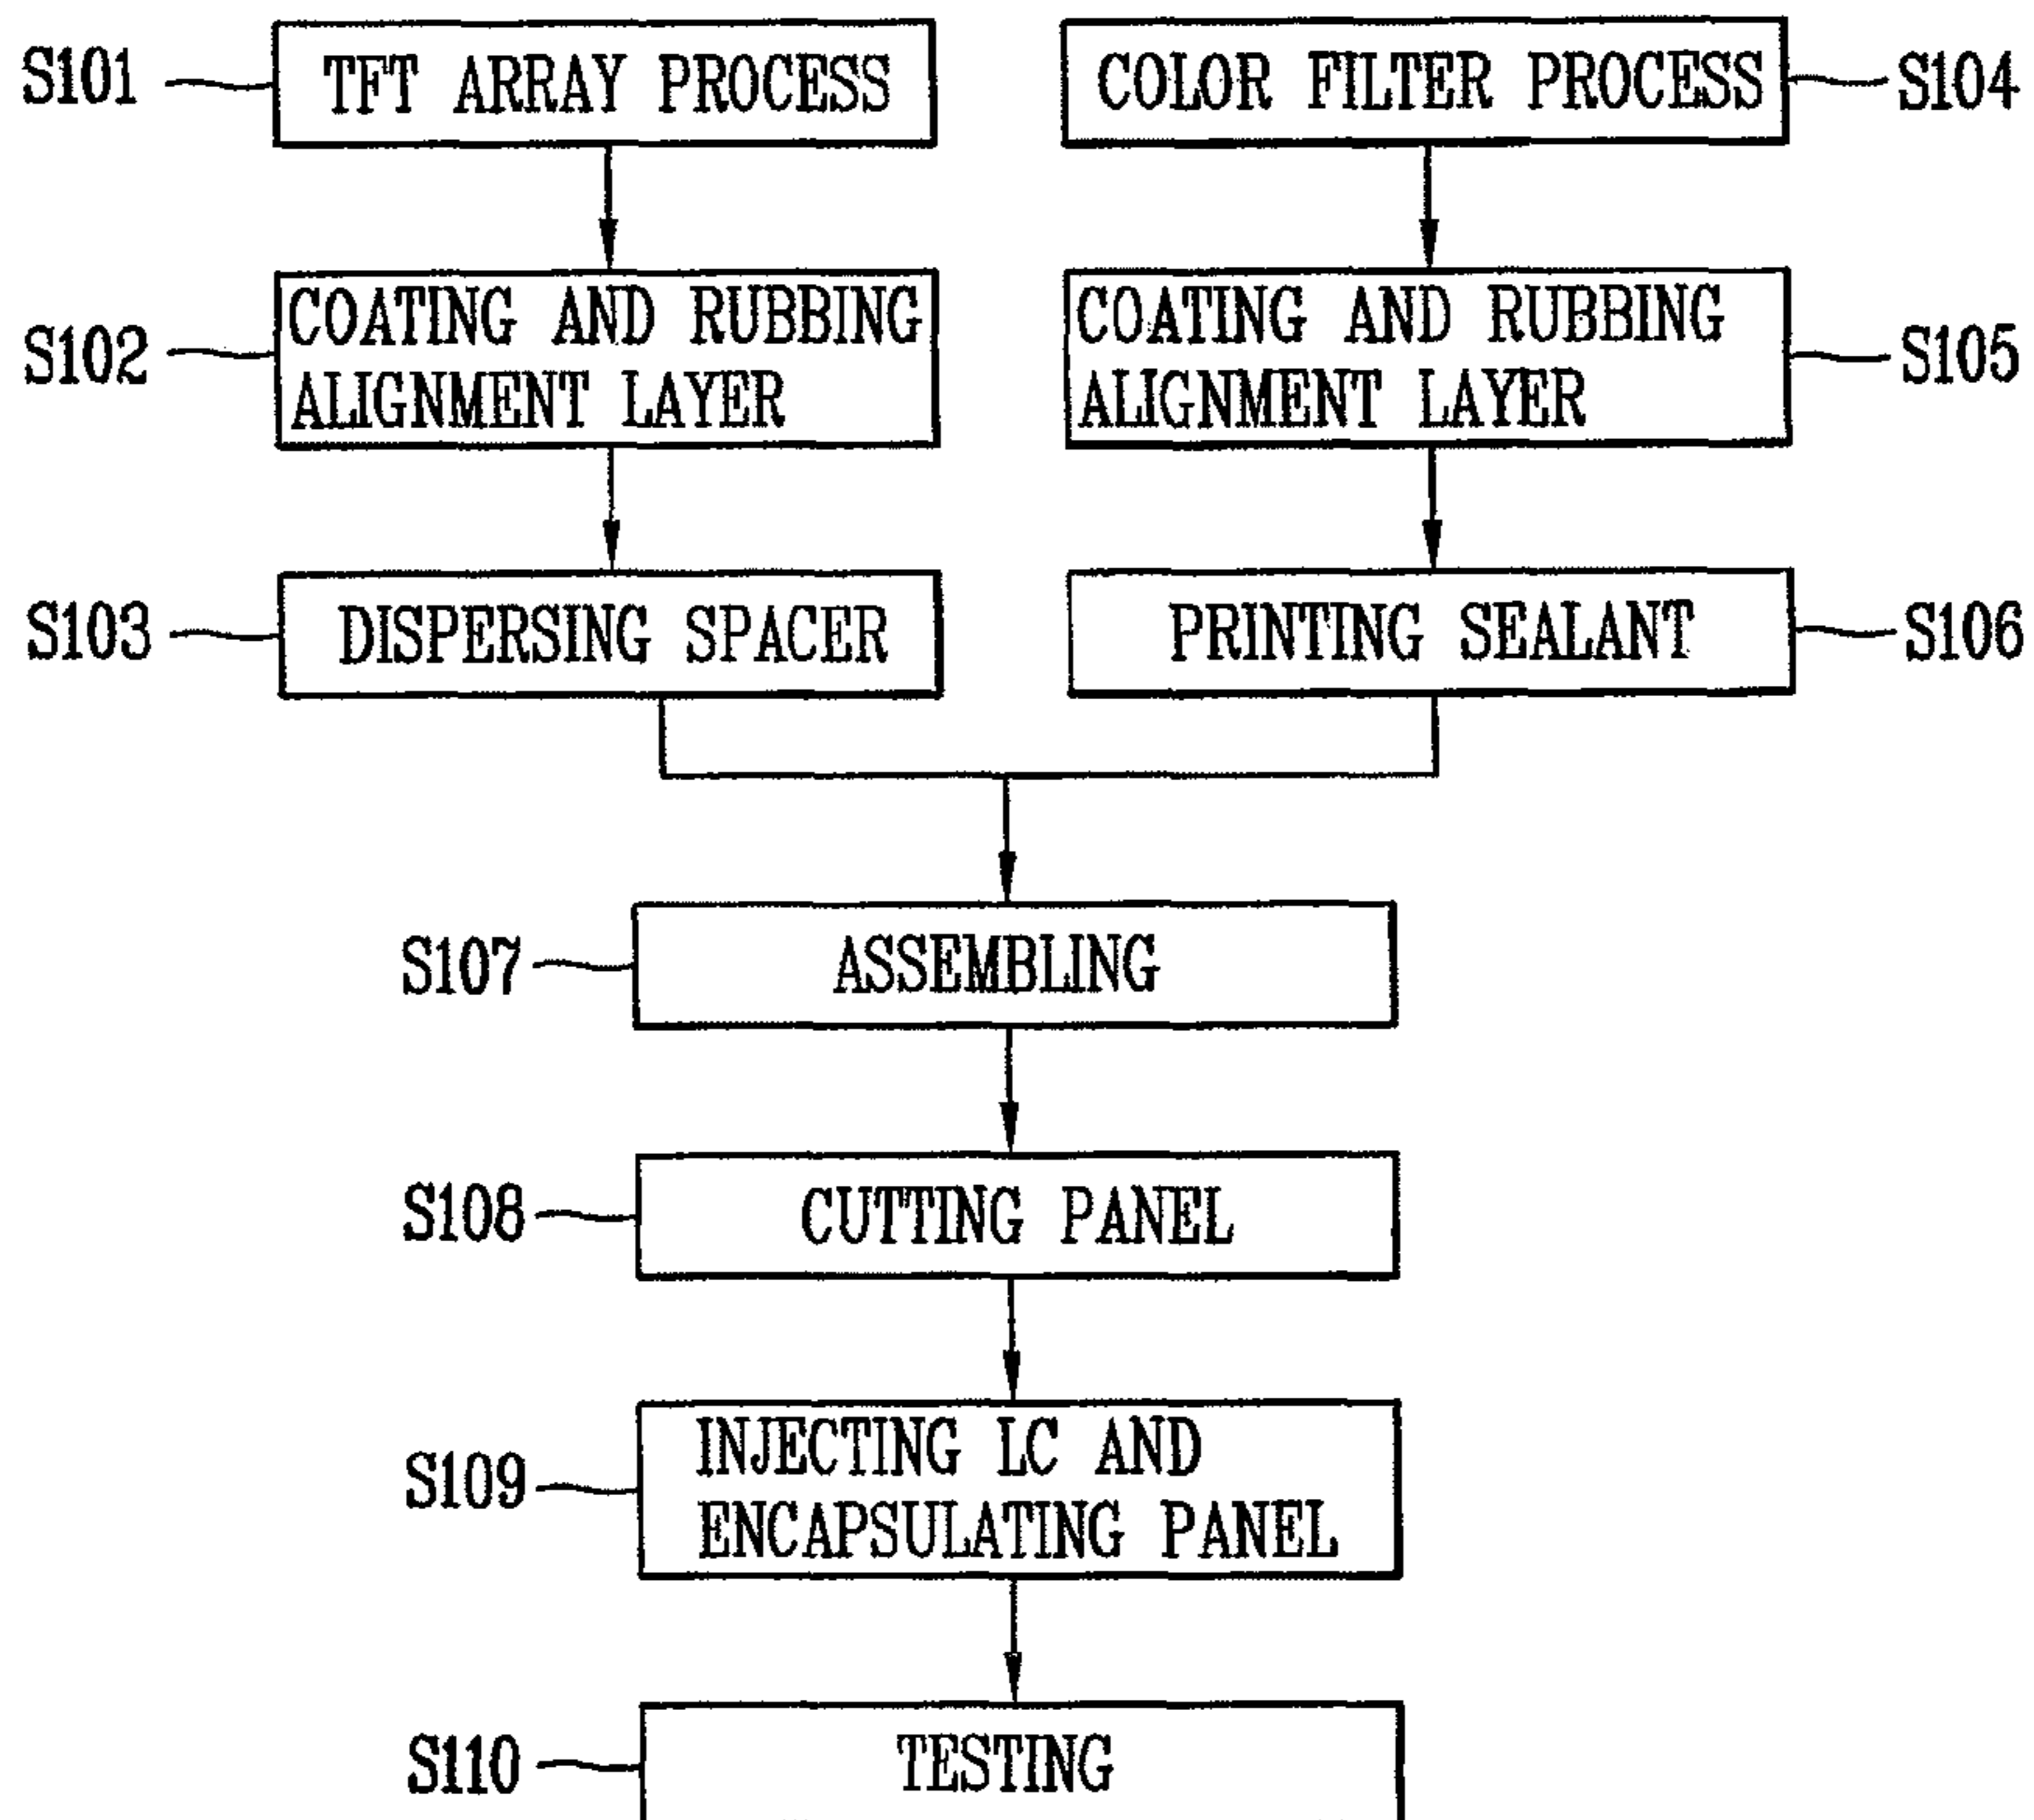 S101
TFT ARRAY PROCESS
COLOR FILTER PROCESS
S104
S102
COATING AND RUBBING
ALIGNMENT LAYER
COATING AND RUBBING
ALIGNMENT LAYER
S105
S103
DISPERSING SPACER
PRINTING SEALANT
S106
S107
ASSEMBLING
S108
CUTTING PANEL
S109
INJECTING LC AND
ENCAPSULATING PANEL
S110
TESTING